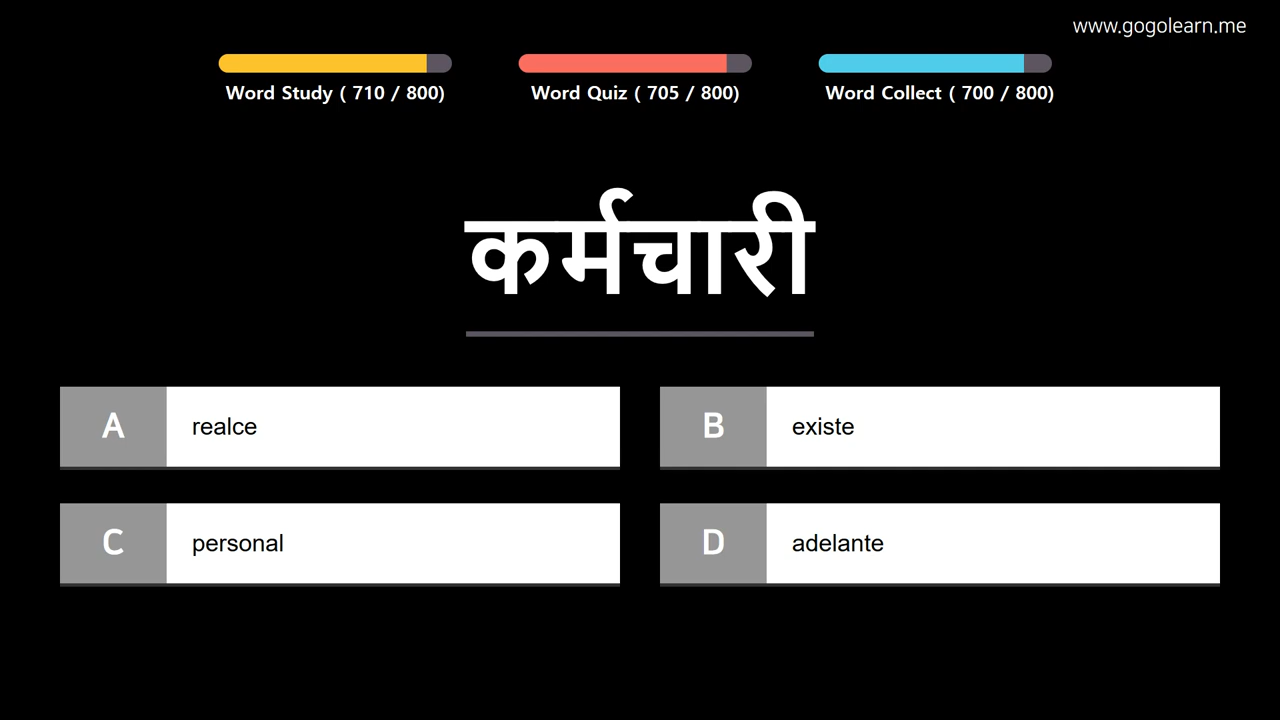 www.gogolearn.me
Word Study ( 710 / 800)
Word Quiz ( 705 / 800)
Word Collect ( 700 / 800)
कर्मचारी
A realce
B existe
C personal
D adelante